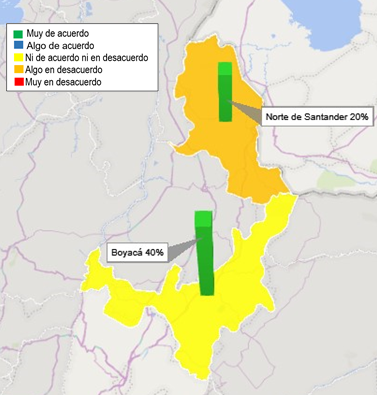 Muy de acuerdo
Algo de acuerdo
Ni de acuerdo ni en desacuerdo
Algo en desacuerdo
Muy en desacuerdo
Norte de Santander 20%
Boyacá 40%